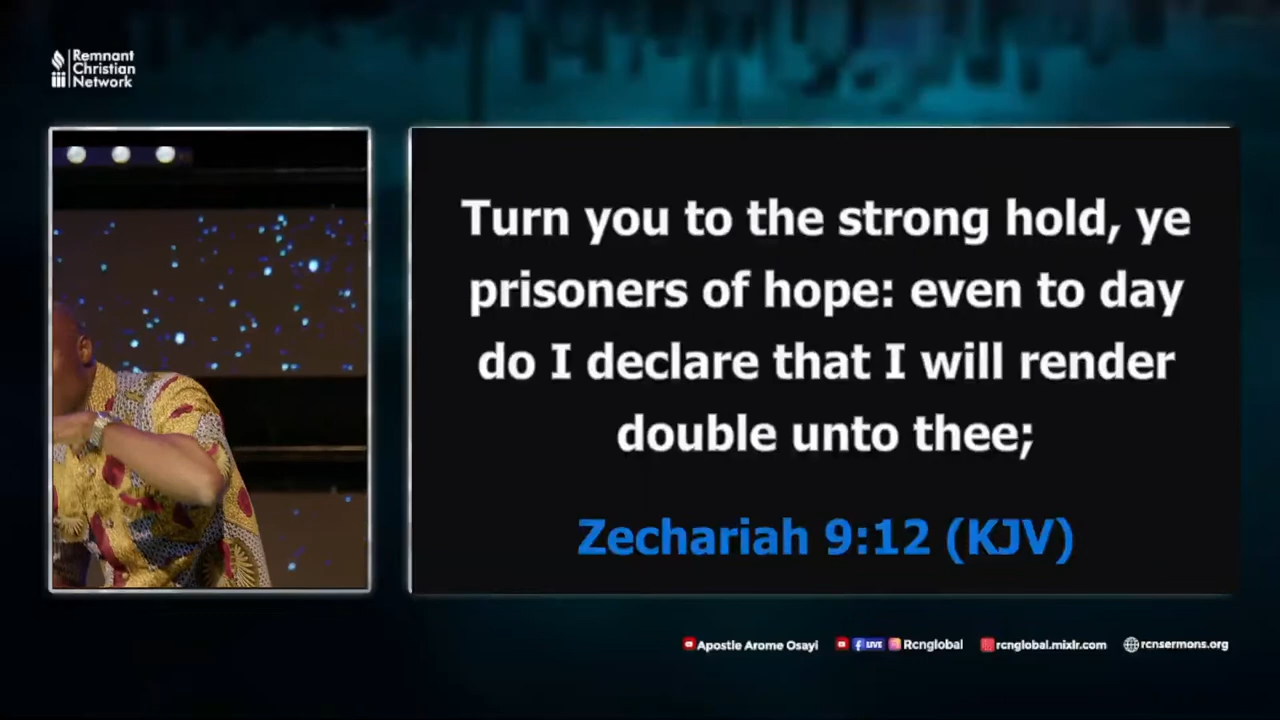 Remnant
Christian
Network
Turn you to the strong hold, ye
prisoners of hope: even to day
do I declare that I will render
double unto thee;
Zechariah 9:12 (KJV)
Apostle Arome Osayi
LIVE Rcnglobal
rcnglobal.mixlr.com
rcnsermons.org